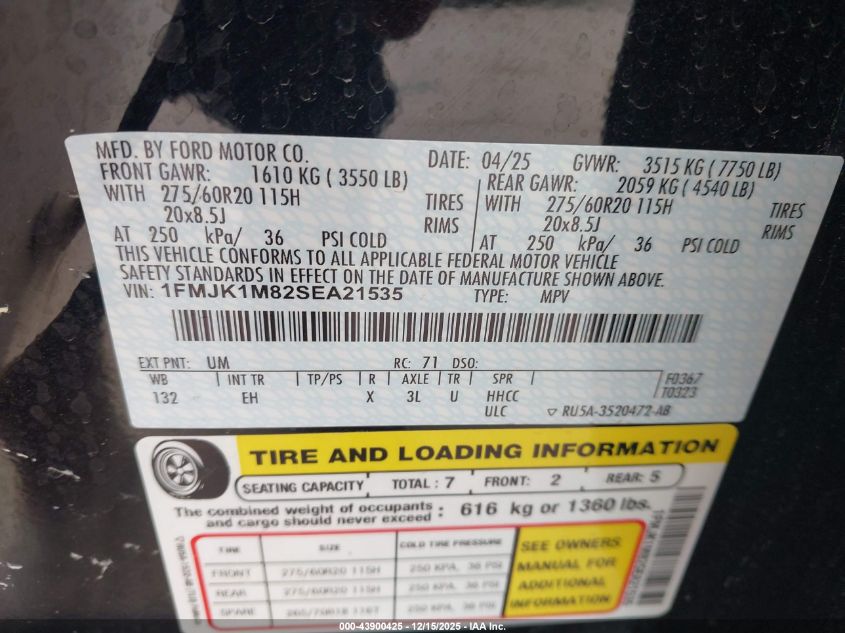 MFD. BY FORD MOTOR CO. DATE: 04/25 GVWR: 3515 KG ( 7750 LB)
FRONT GAWR: 1610 KG ( 3550 LB) REAR GAWR: 2059 KG ( 4540 LB)
WITH 275/60R20 115H TIRES WITH 275/60R20 115H TIRES
20x8.5J RIMS 20x8.5J RIMS
AT 250 kPa/ 36 PSI COLD AT 250 kPa/ 36 PSI COLD
THIS VEHICLE CONFORMS TO ALL APPLICABLE FEDERAL MOTOR VEHICLE
SAFETY STANDARDS IN EFFECT ON THE DATE OF MANUFACTURE SHOWN ABOVE.
VIN: 1FMJK1M82SEA21535 TYPE: MPV
EXT PNT: UM RC: 71 DSO:
WB INT TR TP/PS R AXLE TR SPR F0367
132 EH X 3L U HHCC T0323
ULC ▽ RU5A-3520472-AB
TIRE AND LOADING INFORMATION
SEATING CAPACITY TOTAL : 7 FRONT: 2 REAR: 5
The combined weight of occupants
and cargo should never exceed : 616 kg or 1360 lbs.
TIRE SIZE COLD TIRE PRESSURE SEE OWNERS
FRONT 275/60R20 115H 250 KPA, 36 PSI MANUAL FOR
REAR 275/60R20 115H 250 KPA, 36 PSI ADDITIONAL
SPARE INFORMATION
000-43900425 - 12/15/2025 - IAA Inc.